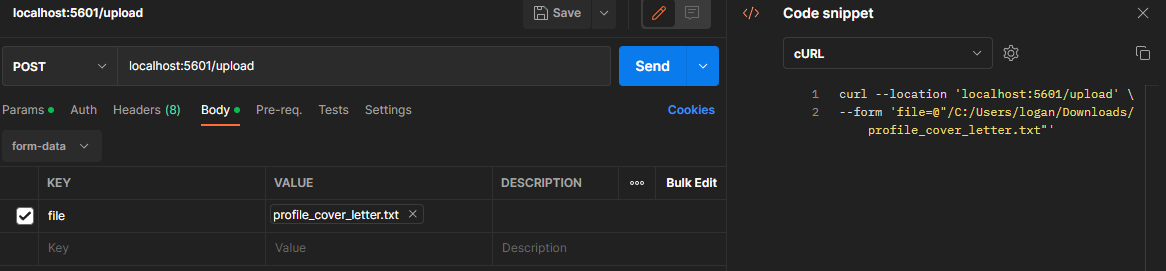 localhost:5601/upload
Save
POST
localhost:5601/upload
Send
Params Auth Headers (8) Body Pre-req. Tests Settings Cookies
form-data
KEY VALUE DESCRIPTION Bulk Edit
file profile_cover_letter.txt
Key Value Description
Code snippet
cURL
1 curl --location 'localhost:5601/upload' \
2 --form 'file=@"/C:/Users/logan/Downloads/
profile_cover_letter.txt"'